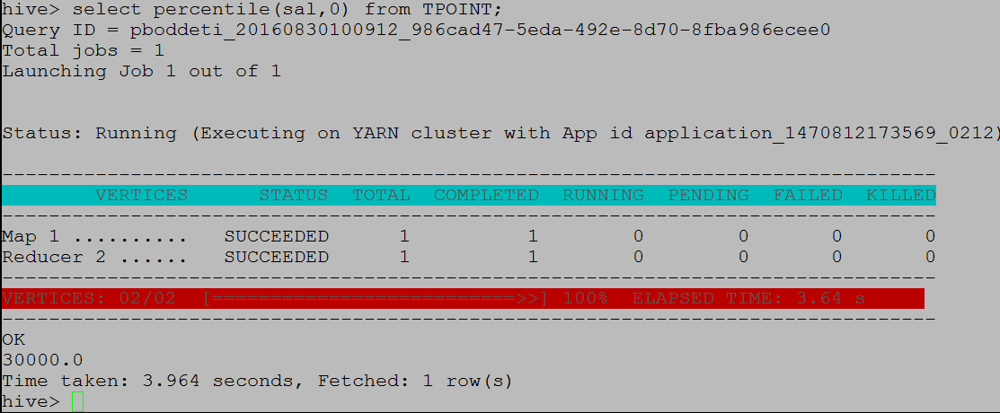 hive> select percentile(sal,0) from TPOINT;
Query ID = pboddeti_20160830100912_986cad47-5eda-492e-8d70-8fba986ecee0
Total jobs = 1
Launching Job 1 out of 1
Status: Running (Executing on YARN cluster with App id application_1470812173569_0212)
--------------------------------------------------------------------------------
VERTICES STATUS TOTAL COMPLETED RUNNING PENDING FAILED KILLED
--------------------------------------------------------------------------------
Map 1 .......... SUCCEEDED 1 1 0 0 0 0
Reducer 2 ...... SUCCEEDED 1 1 0 0 0 0
--------------------------------------------------------------------------------
VERTICES: 02/02 [==========================>>] 100% ELAPSED TIME: 3.64 s
--------------------------------------------------------------------------------
OK
30000.0
Time taken: 3.964 seconds, Fetched: 1 row(s)
hive>